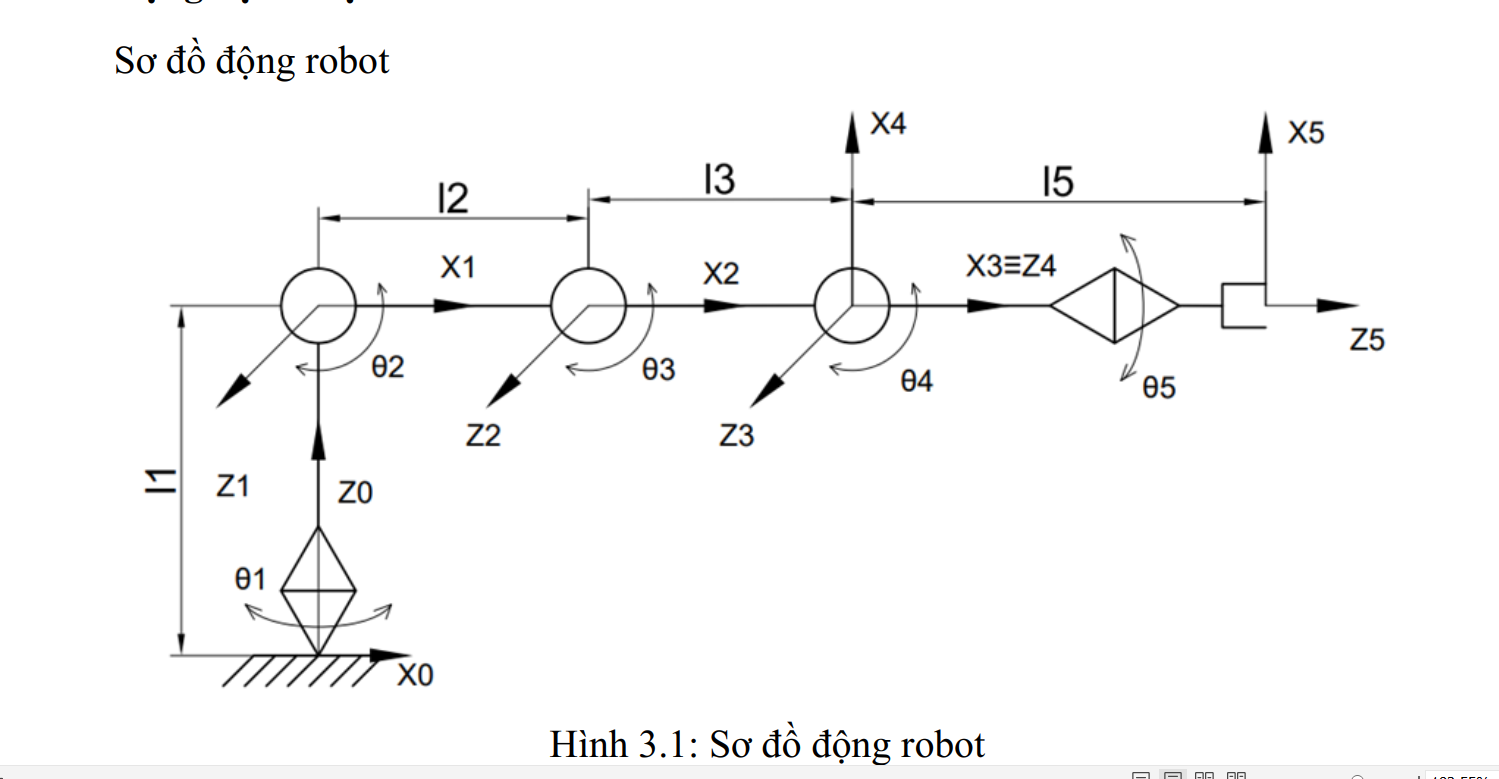 Sơ đồ động robot
X4
X5
l2
l3
l5
X1
X2
X3≡Z4
θ2
θ3
θ4
θ5
Z5
Z2
Z3
l1
Z1
Z0
θ1
X0
Hình 3.1: Sơ đồ động robot